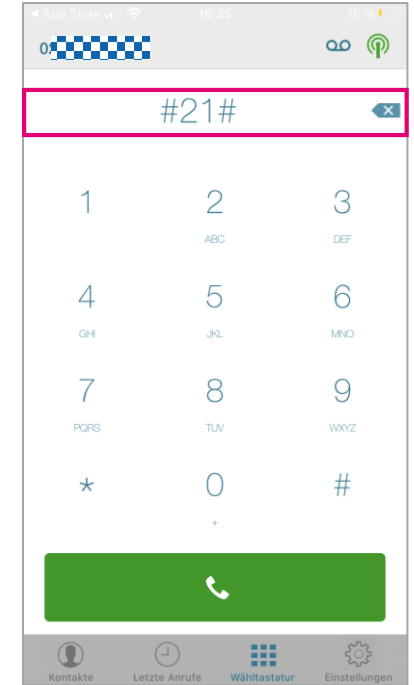 App Store 16:35 16 %
#21#
1 2 3
ABC DEF
4 5 6
GHI JKL MNO
7 8 9
PQRS TUV WXYZ
* 0 #
+
Kontakte Letzte Anrufe Wähltastatur Einstellungen